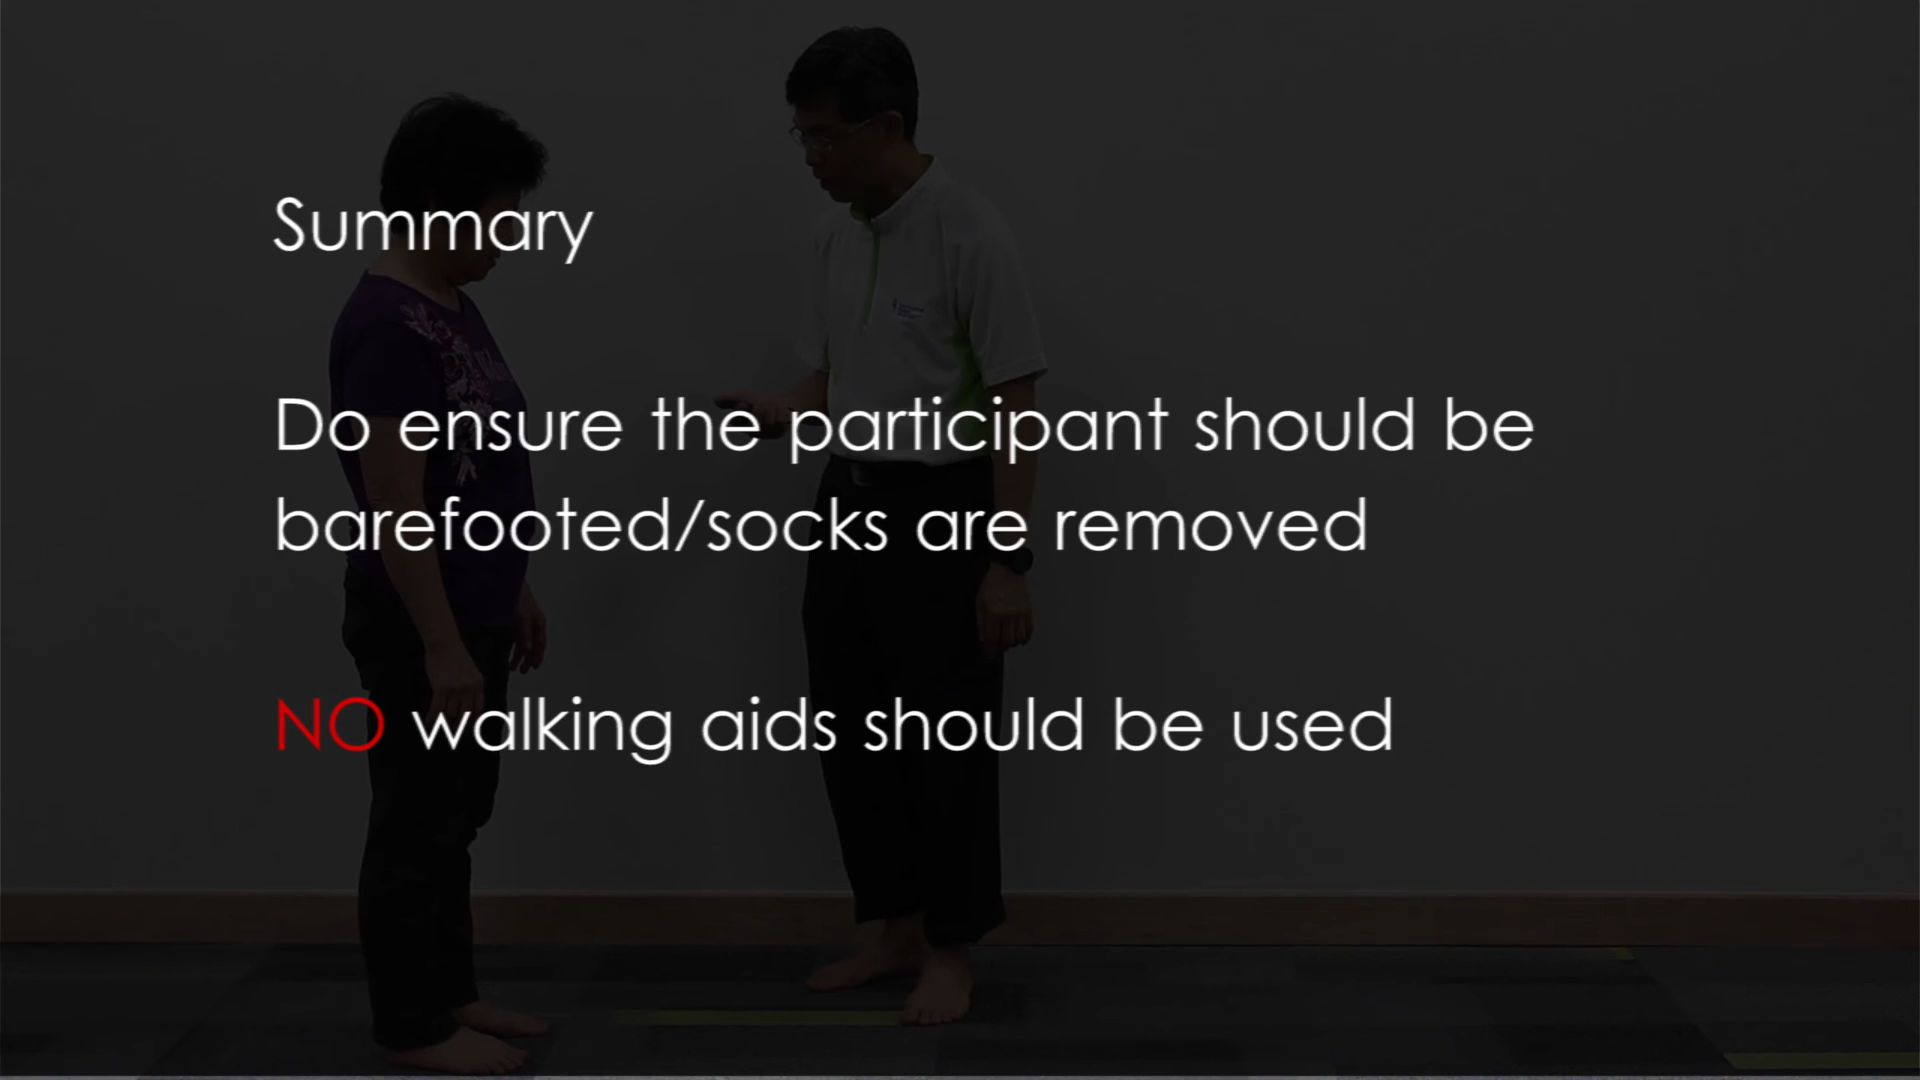 Summary
Do ensure the participant should be
barefooted/socks are removed
NO walking aids should be used